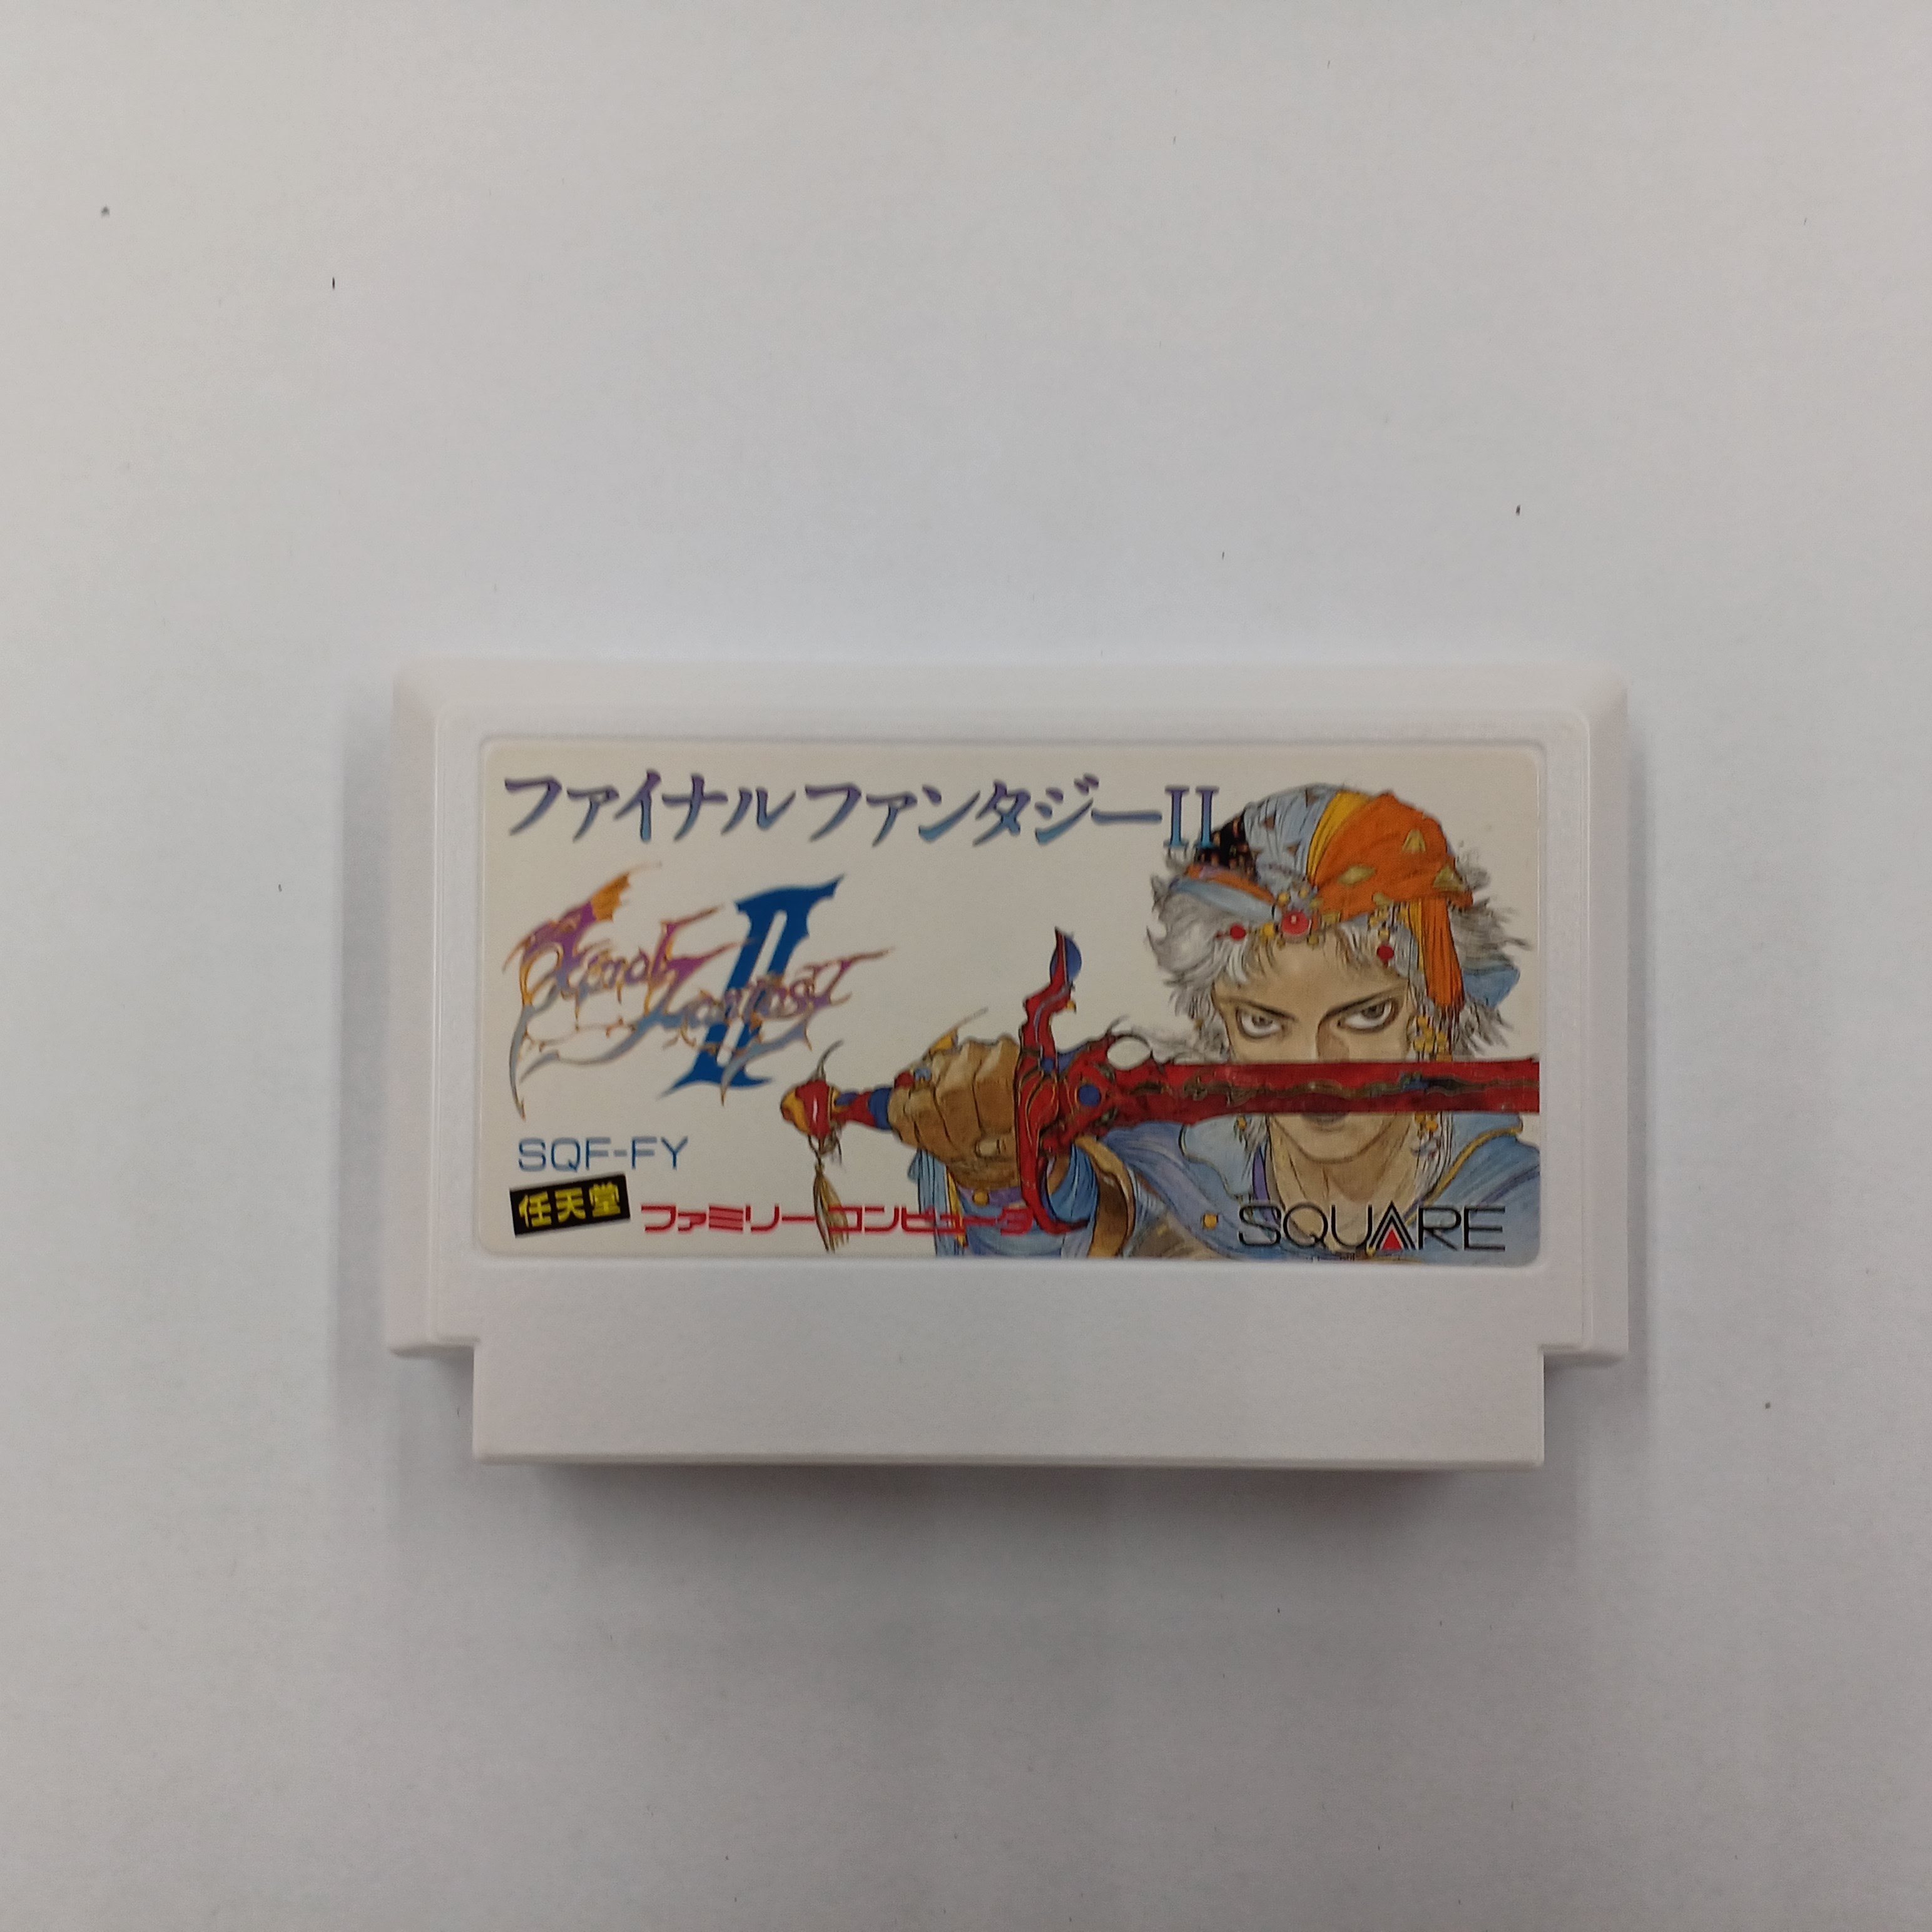 ファイナルファンタジーII
Final Fantasy II
SQF-FY
任天堂 ファミリーコンピュータ SQUARE